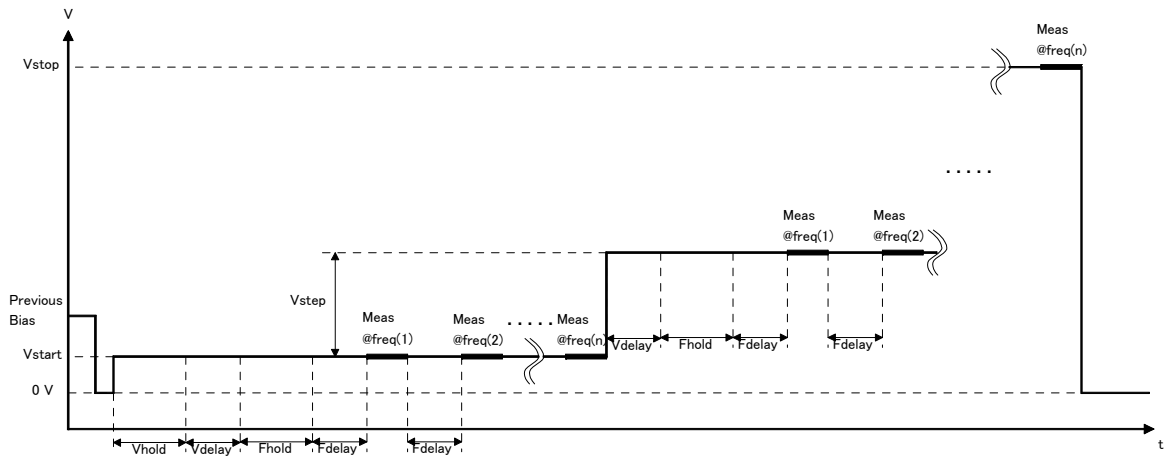 V
Meas
@freq(n)
Vstop
.....
Meas
@freq(1)
Meas
@freq(2)
Previous
Bias
Vstep
Meas
@freq(1)
Meas
@freq(2)
.....
Meas
@freq(n)
Vdelay
Fhold
Fdelay
Fdelay
Vstart
0 V
Vhold
Vdelay
Fhold
Fdelay
Fdelay
t